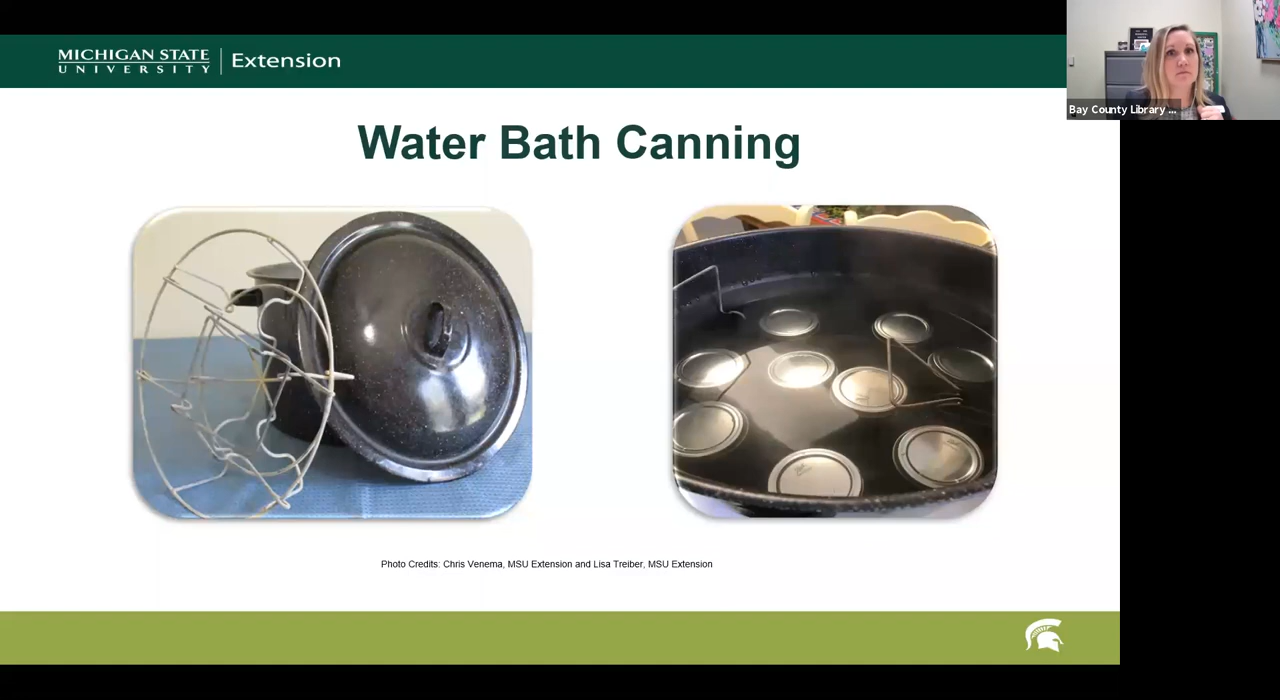 MICHIGAN STATE
UNIVERSITY
Extension
Bay County Library ...
Water Bath Canning
Photo Credits: Chris Venema, MSU Extension and Lisa Treiber, MSU Extension